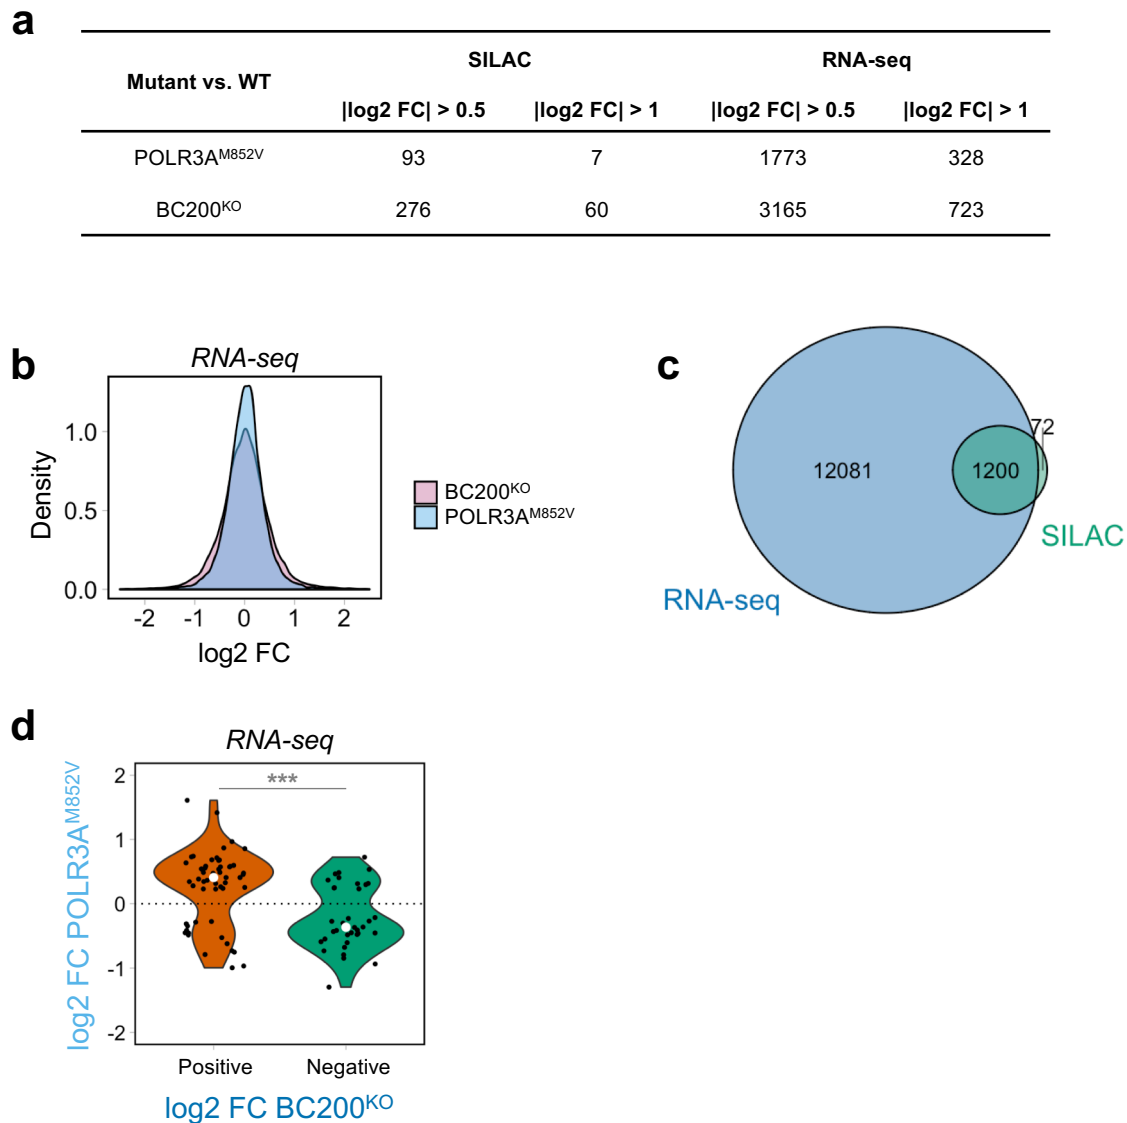 a
Mutant vs. WT
SILAC
RNA-seq
|log2 FC| > 0.5
|log2 FC| > 1
|log2 FC| > 0.5
|log2 FC| > 1
POLR3AM852V
93
7
1773
328
BC200KO
276
60
3165
723
b
RNA-seq
Density
1.0
0.5
0.0
-2
-1
0
1
2
log2 FC
BC200KO
POLR3AM852V
c
72
12081
1200
SILAC
RNA-seq
d
RNA-seq
log2 FC POLR3AM852V
***
2
1
0
-1
-2
Positive
Negative
log2 FC BC200KO